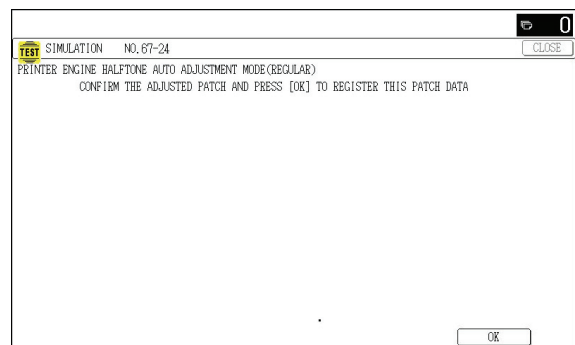 0
TEST SIMULATION NO.67-24 CLOSE
PRINTER ENGINE HALFTONE AUTO ADJUSTMENT MODE(REGULAR)
CONFIRM THE ADJUSTED PATCH AND PRESS [OK] TO REGISTER THIS PATCH DATA
OK